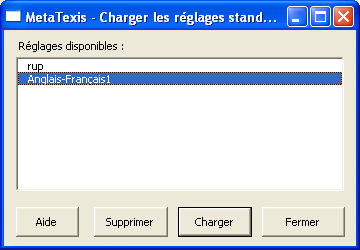 MetaTexis - Charger les réglages stand...
Réglages disponibles :
rup
Anglais-Français1
Aide Supprimer Charger Fermer